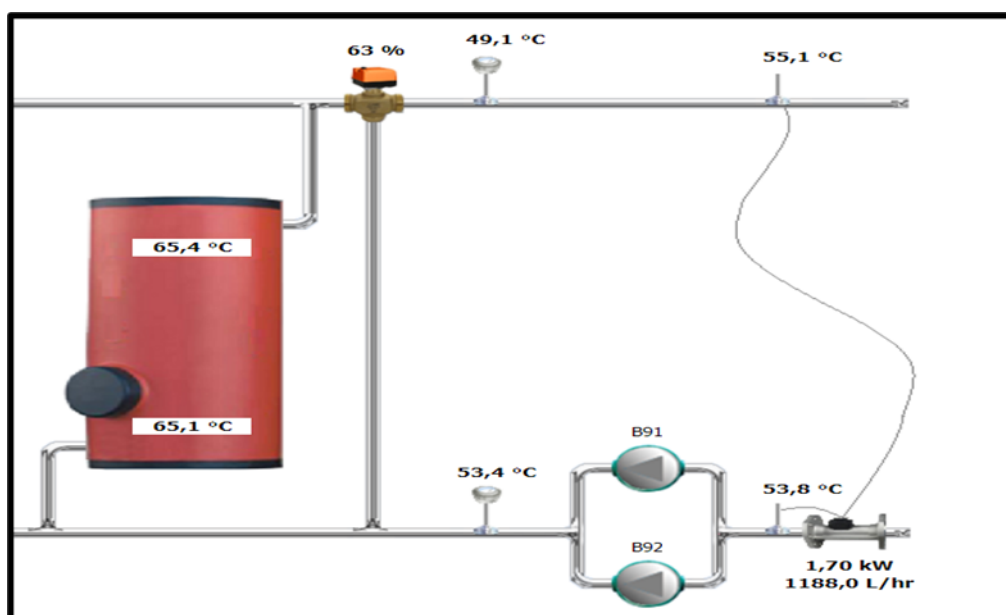 63 %
49,1 °C
55,1 °C
65,4 °C
65,1 °C
53,4 °C
B91
53,8 °C
B92
1,70 kW
1188,0 L/hr